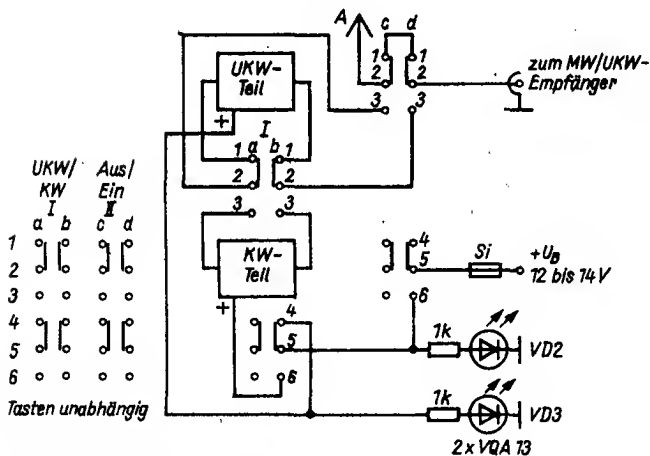 A
c d
1 1
2 2
3 3
zum MW/UKW-
Empfänger
UKW-
Teil
+
I
a b
1 1
2 2
3 3
KW-
Teil
+
4
5
6
4
5
6
Si
+U_B
12 bis 14V
1k
VD2
1k
VD3
2 x VQA 13
UKW/
KW
I
a b
Aus/
Ein
II
c d
1
2
3
4
5
6
Tasten unabhängig